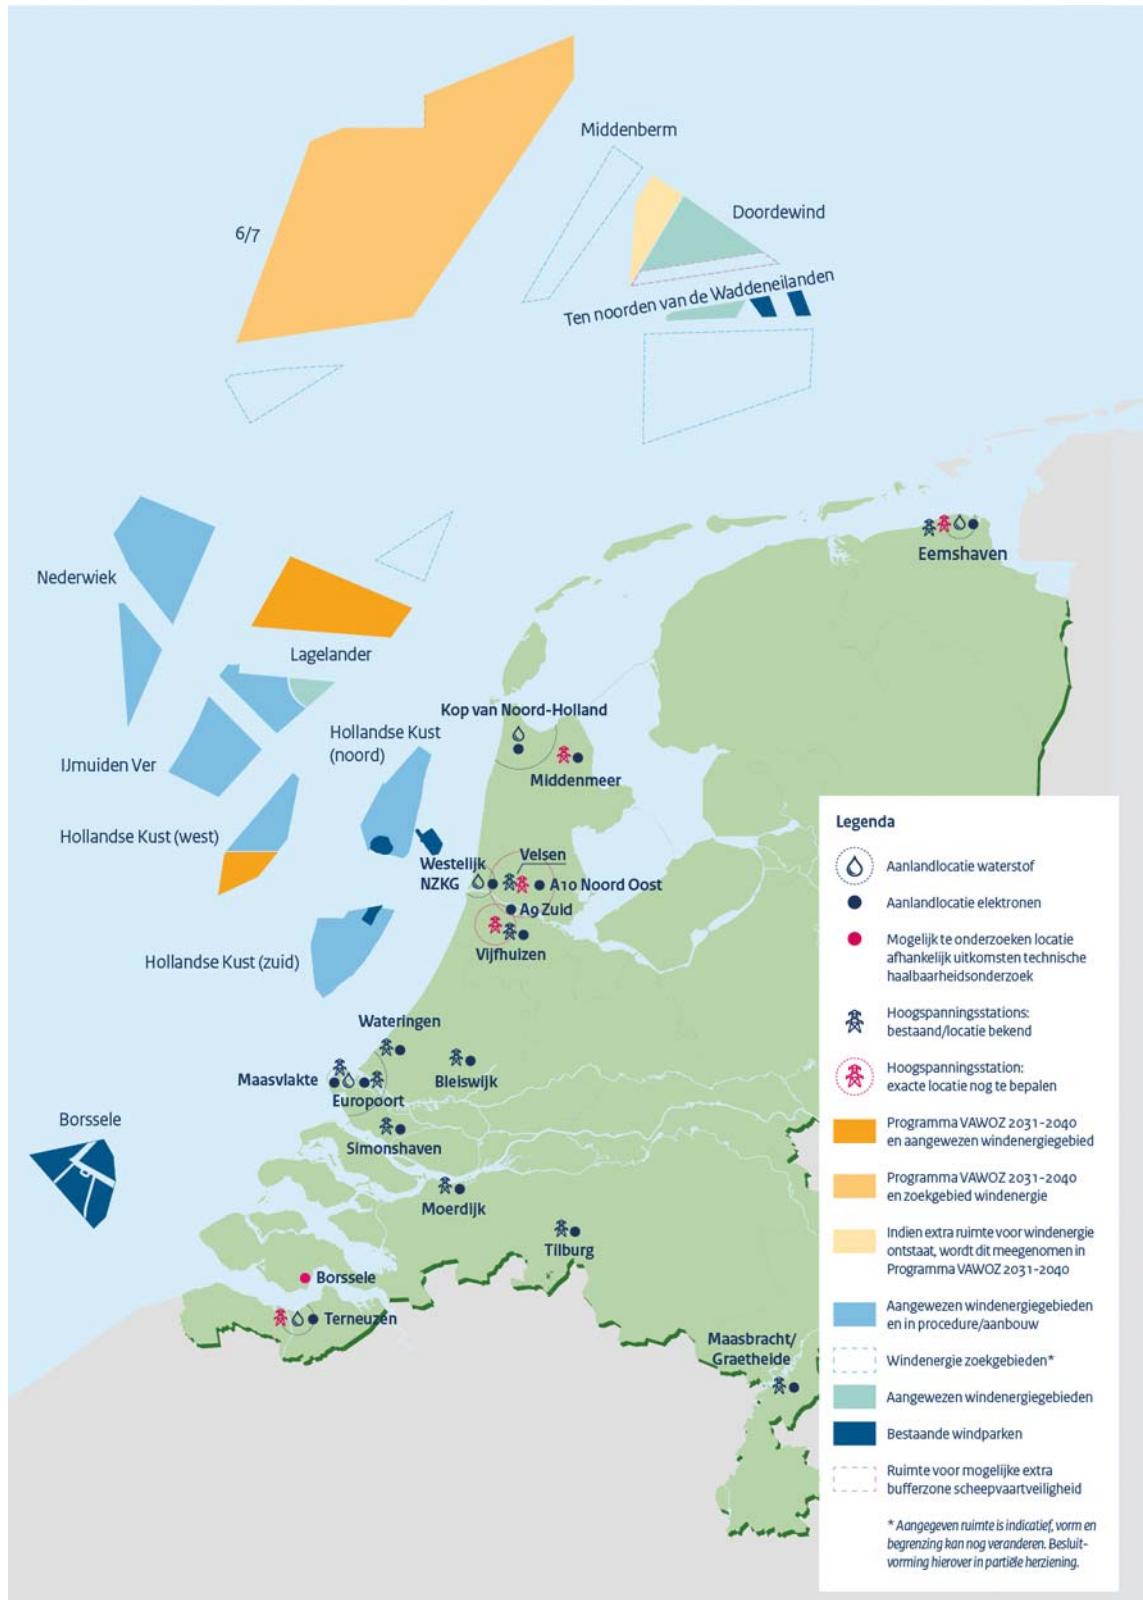 Middenberm
Doordewind
6/7
Ten noorden van de Waddeneilanden
Nederwiek
Eemshaven
Lagelander
Kop van Noord-Holland
Hollandse Kust
(noord)
IJmuiden Ver
Middenmeer
Hollandse Kust (west)
Velsen
Westelijk
NZKG
A10 Noord Oost
A9 Zuid
Vijfhuizen
Hollandse Kust (zuid)
Wateringen
Maasvlakte
Bleiswijk
Europoort
Borssele
Simonshaven
Moerdijk
Tilburg
Borssele
Terneuzen
Maasbracht/
Graetheide
Legenda
Aanlandlocatie waterstof
Aanlandlocatie elektronen
Mogelijk te onderzoeken locatie
afhankelijk uitkomsten technische
haalbaarheidsonderzoek
Hoogspanningsstations:
bestaand/locatie bekend
Hoogspanningsstation:
exacte locatie nog te bepalen
Programma VAWOZ 2031-2040
en aangewezen windenergiegebied
Programma VAWOZ 2031-2040
en zoekgebied windenergie
Indien extra ruimte voor windenergie
ontstaat, wordt dit meegenomen in
Programma VAWOZ 2031-2040
Aangewezen windenergiegebieden
en in procedure/aanbouw
Windenergie zoekgebieden*
Aangewezen windenergiegebieden
Bestaande windparken
Ruimte voor mogelijke extra
bufferzone scheepvaartveiligheid
* Aangegeven ruimte is indicatief, vorm en
begrenzing kan nog veranderen. Besluit-
vorming hierover in partiële herziening.